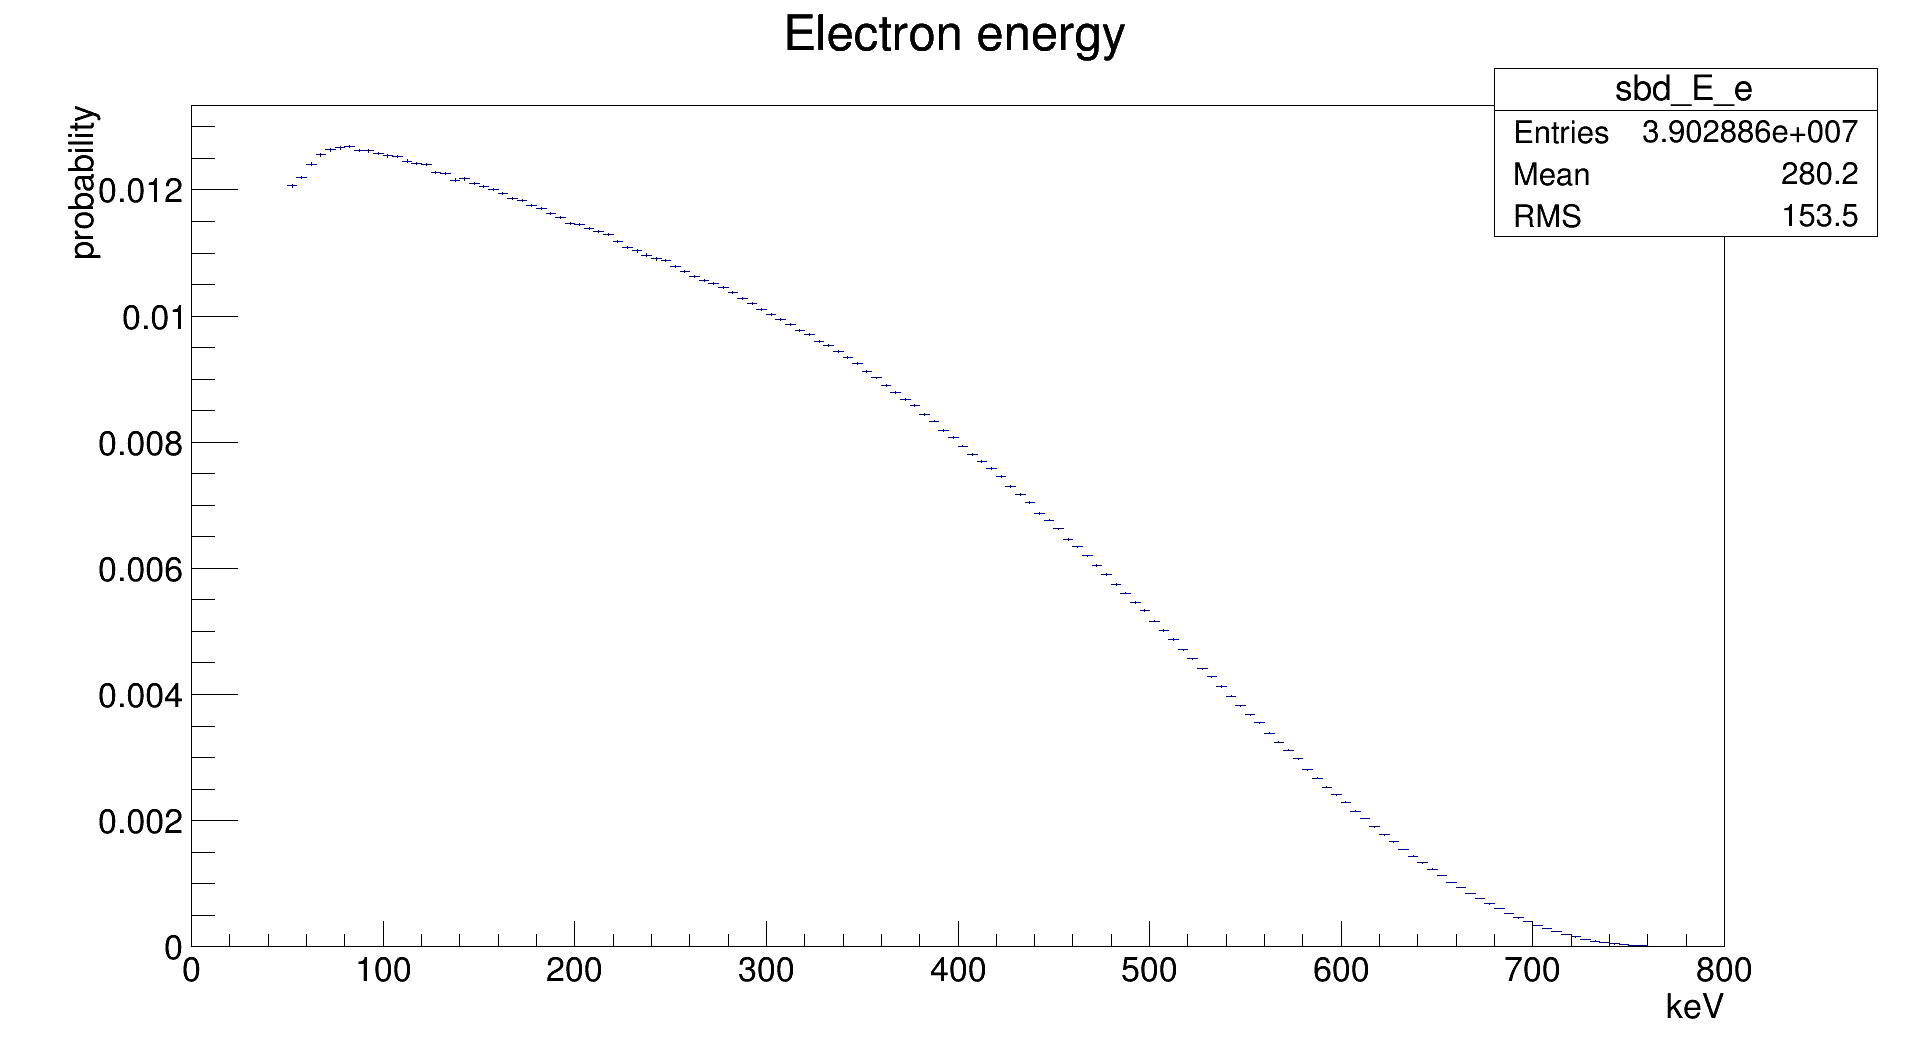 Electron energy
sbd_E_e
Entries 3.902886e+007
Mean 280.2
RMS 153.5
probability
0.012
0.01
0.008
0.006
0.004
0.002
0
0 100 200 300 400 500 600 700 800
keV